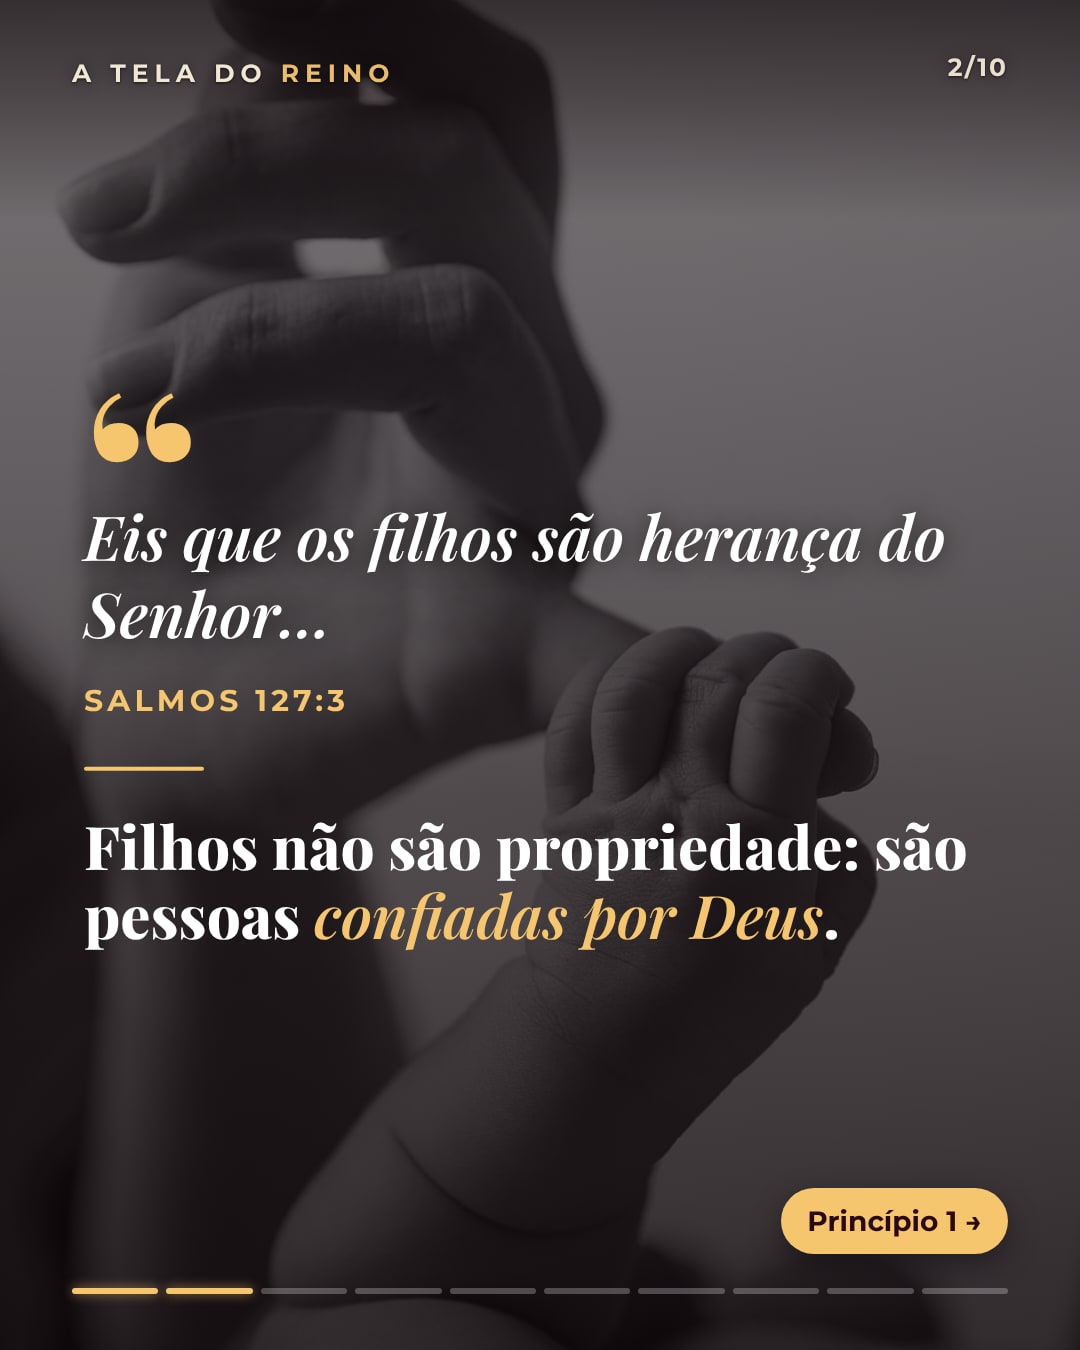 A TELA DO REINO
2/10
“
Eis que os filhos são herança do
Senhor...
SALMOS 127:3
Filhos não são propriedade: são
pessoas confiadas por Deus.
Princípio 1 →